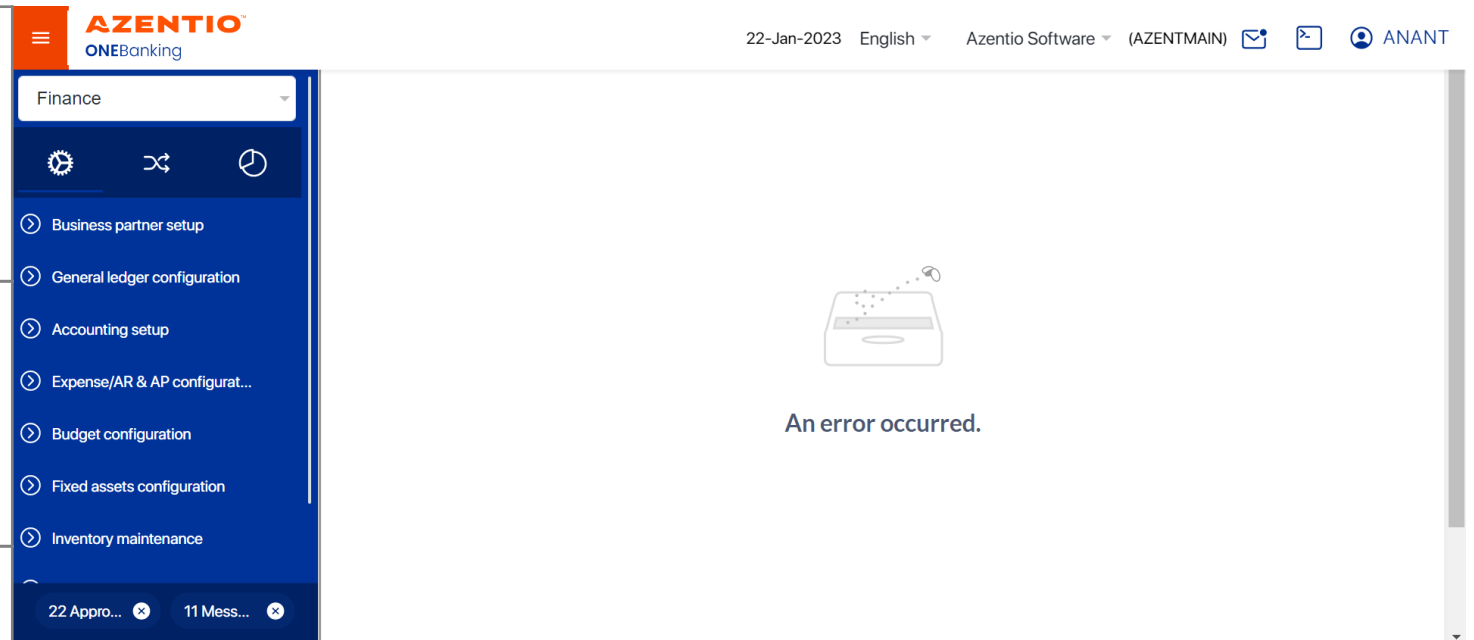 AZENTIO™
ONEBanking
22-Jan-2023 English Azentio Software (AZENTMAIN) ANANT
Finance
Business partner setup
General ledger configuration
Accounting setup
Expense/AR & AP configurat...
Budget configuration
Fixed assets configuration
Inventory maintenance
22 Appro... 11 Mess...
An error occurred.